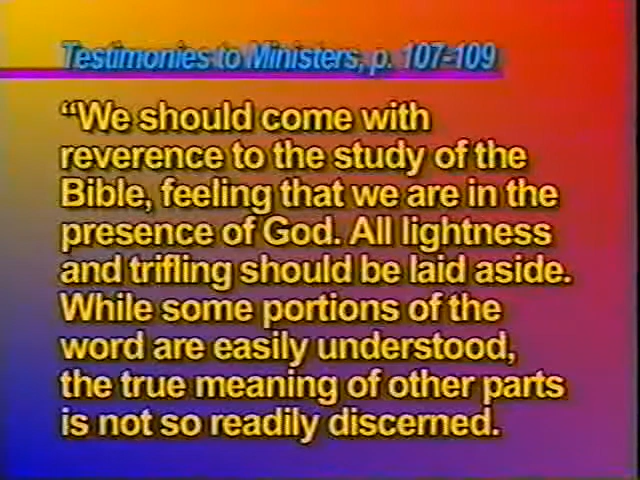 Testimonies to Ministers, p. 107-109
“We should come with
reverence to the study of the
Bible, feeling that we are in the
presence of God. All lightness
and trifling should be laid aside.
While some portions of the
word are easily understood,
the true meaning of other parts
is not so readily discerned.